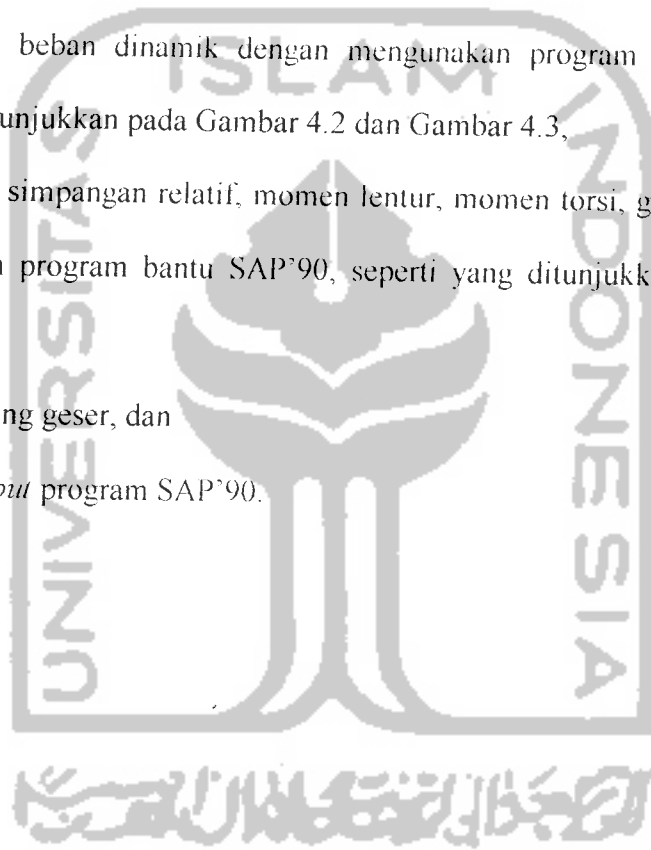 beban dinamik dengan mengunakan program
unjukkan pada Gambar 4.2 dan Gambar 4.3,
simpangan relatif, momen lentur, momen torsi, g
program bantu SAP'90, seperti yang ditunjukk
ng geser, dan
program SAP'90.
ISLAM
UNIVERSITAS
INDONESIA